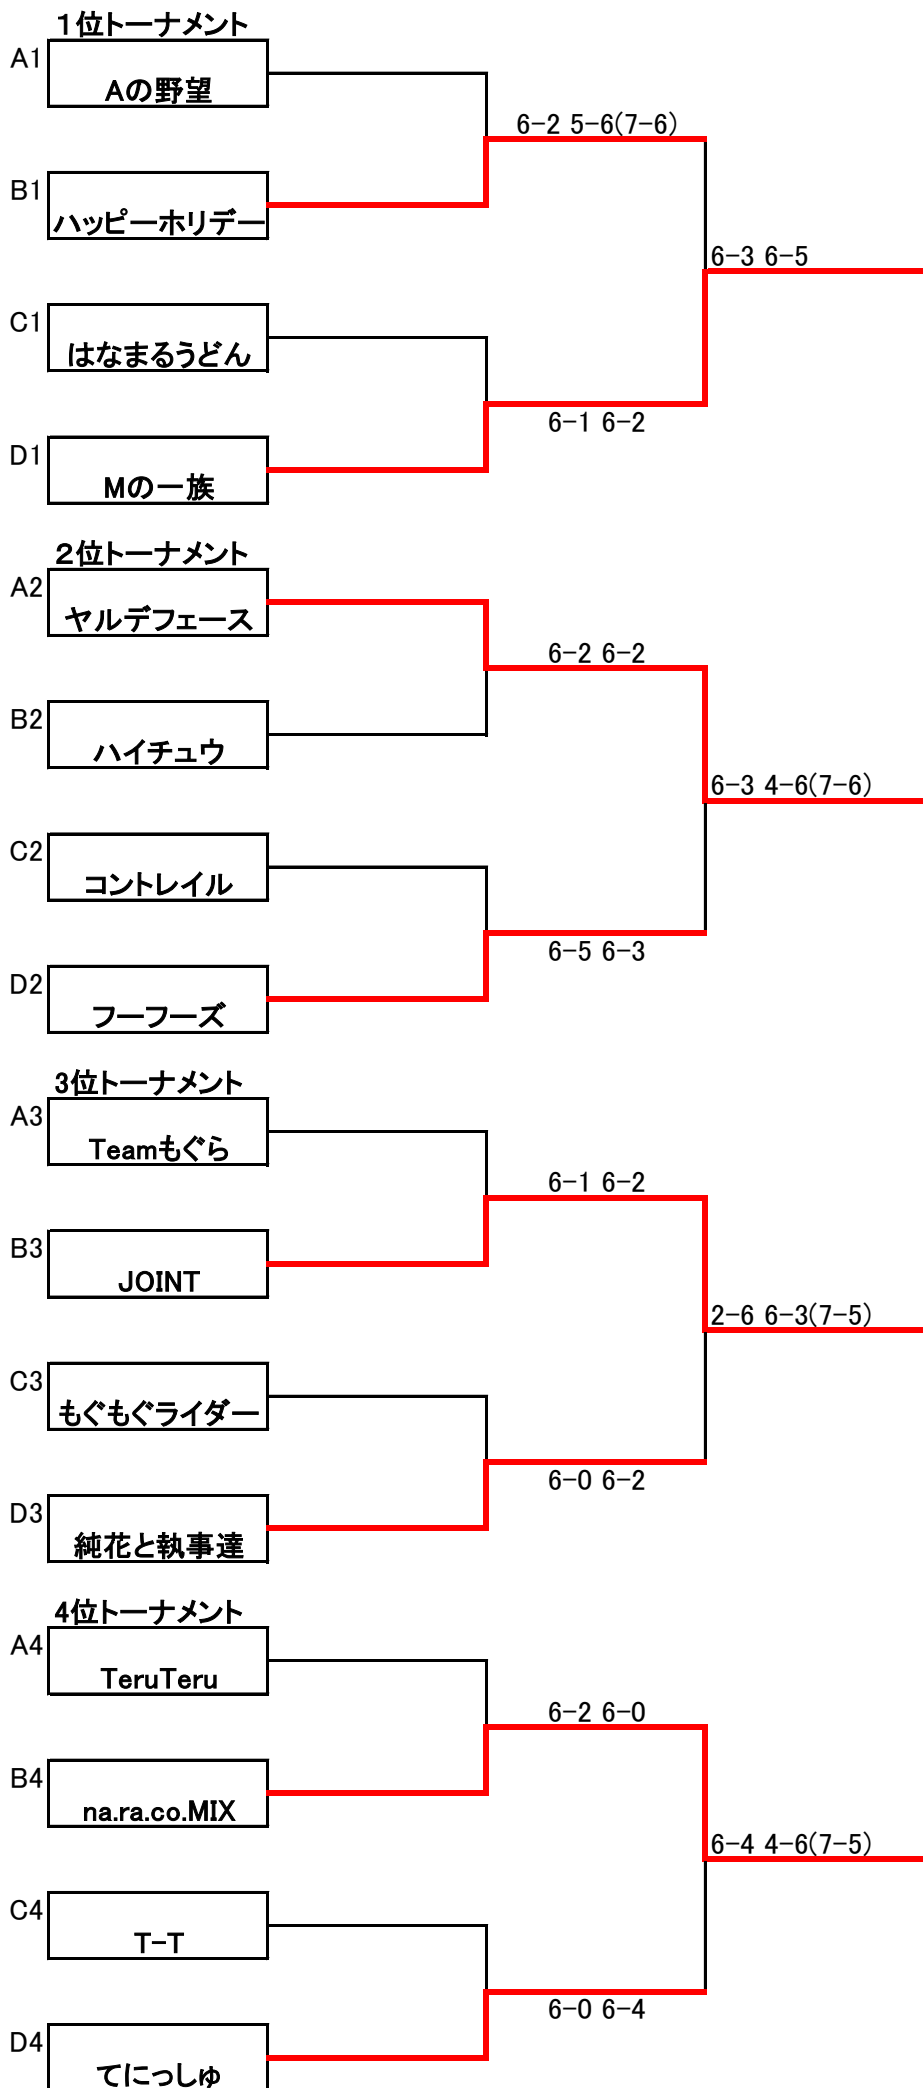 1位トーナメント
A1
Aの野望
6-2 5-6(7-6)
B1
ハッピーホリデー
6-3 6-5
C1
はなまるうどん
6-1 6-2
D1
Mの一族
2位トーナメント
A2
ヤルデフェース
6-2 6-2
B2
ハイチュウ
6-3 4-6(7-6)
C2
コントレイル
6-5 6-3
D2
フーフーズ
3位トーナメント
A3
Teamもぐら
6-1 6-2
B3
JOINT
2-6 6-3(7-5)
C3
もぐもぐライダー
6-0 6-2
D3
純花と執事達
4位トーナメント
A4
TeruTeru
6-2 6-0
B4
na.ra.co.MIX
6-4 4-6(7-5)
C4
T-T
6-0 6-4
D4
てにっしゅ